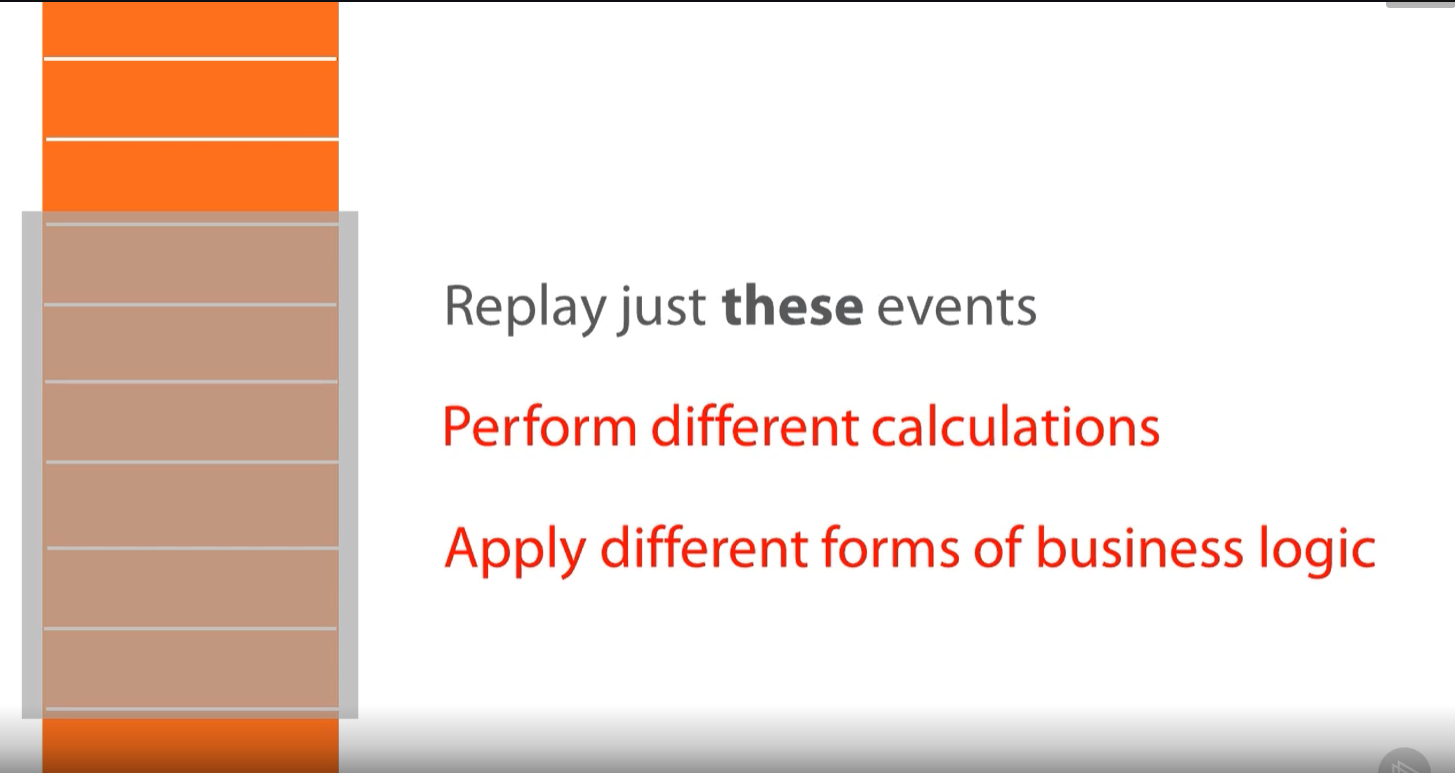 Replay just these events
Perform different calculations
Apply different forms of business logic